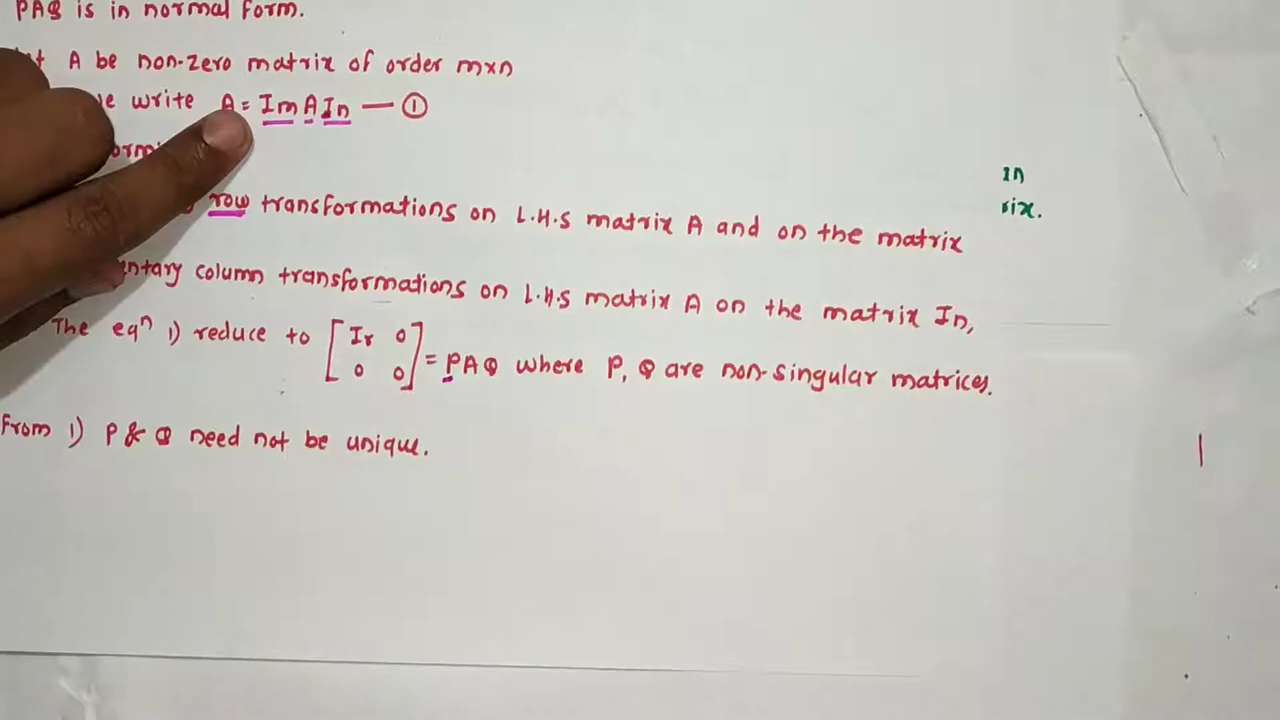 PAQ is in normal form.
A be non-zero matrix of order mxn
write A = Im A In — ①
row transformations on L.H.S matrix A and on the matrix
column transformations on L.H.S matrix A on the matrix In,
The eqⁿ 1) reduce to [Ir 0 0 0] = PAQ where P, Q are non-singular matrices.
From 1) P & Q need not be unique.
In